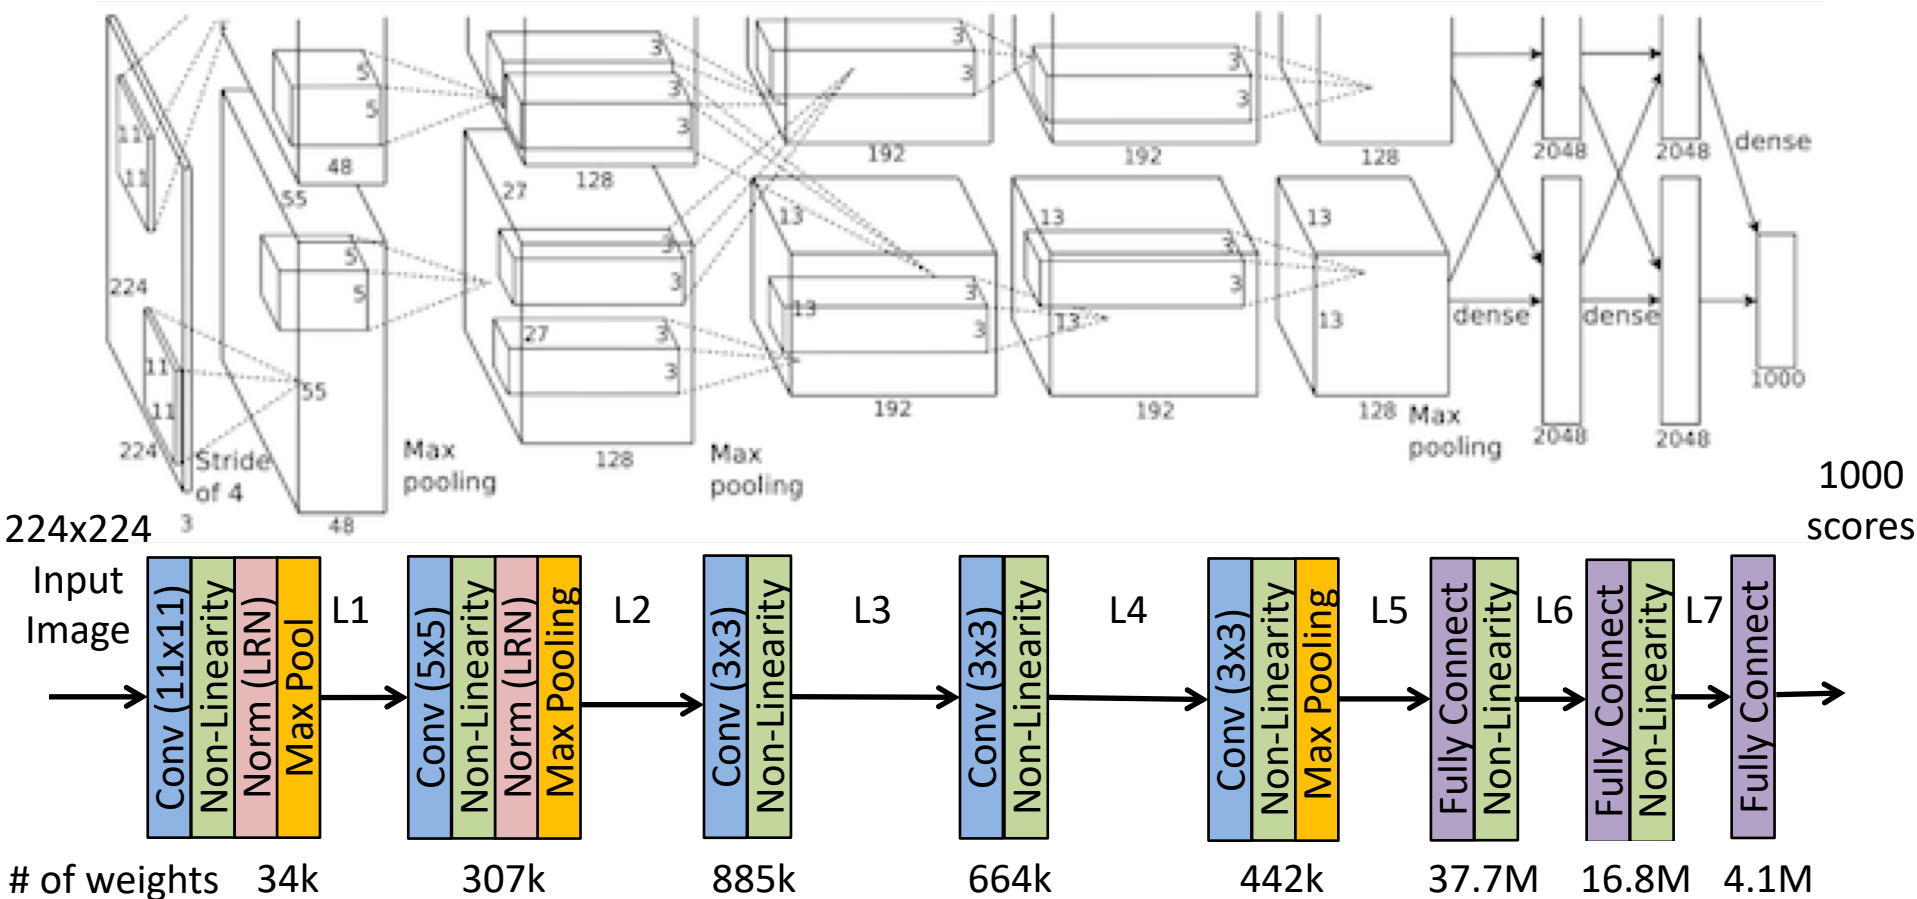 11
11
224
11
11
224
3
Stride
of 4
5
5
48
55
5
5
55
48
Max
pooling
3
3
3
3
128
27
3
3
27
3
3
128
Max
pooling
3
3
192
13
13
3
3
192
3
3
192
13
3
3
13
192
128
13
13
128
Max
pooling
dense
dense
2048
2048
2048
2048
dense
1000
1000
scores
224x224
Input
Image
Conv (11x11)
Non-Linearity
Norm (LRN)
Max Pool
L1
Conv (5x5)
Non-Linearity
Norm (LRN)
Max Pooling
L2
Conv (3x3)
Non-Linearity
L3
Conv (3x3)
Non-Linearity
L4
Conv (3x3)
Non-Linearity
Max Pooling
L5
Fully Connect
Non-Linearity
L6
Fully Connect
Non-Linearity
L7
Fully Connect
# of weights 34k 307k 885k 664k 442k 37.7M 16.8M 4.1M